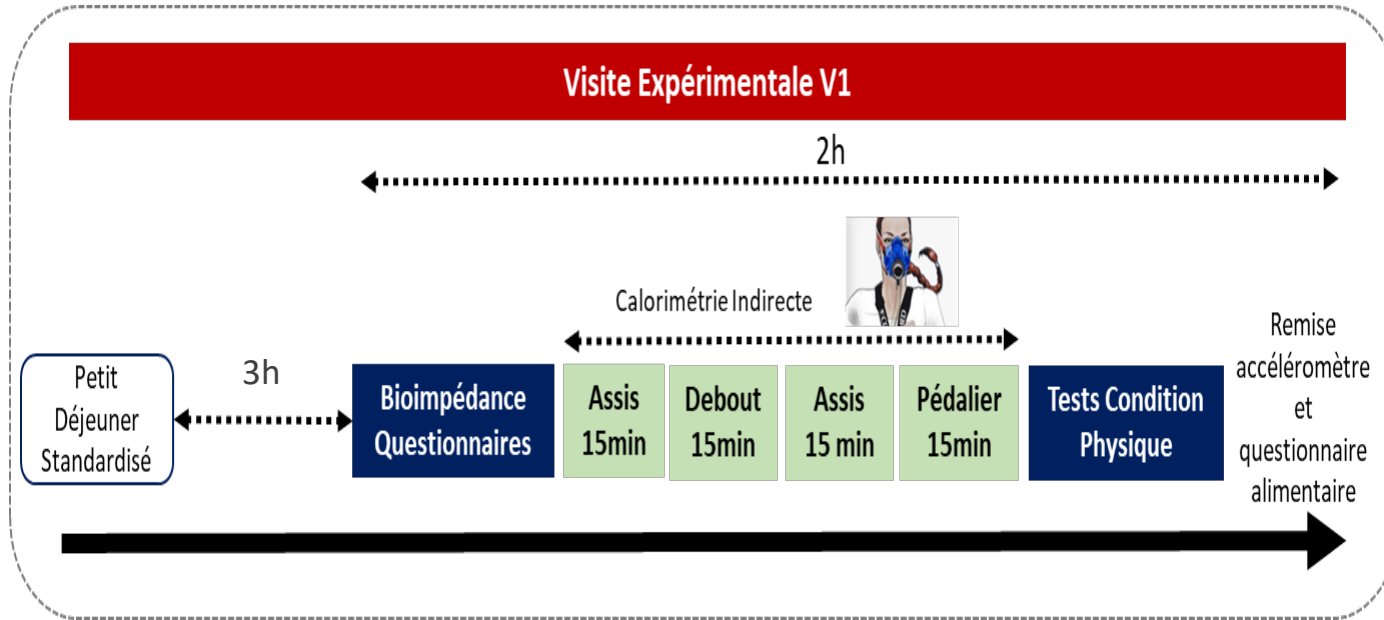 Visite Expérimentale V1
2h
Calorimétrie Indirecte
Petit
Déjeuner
Standardisé
3h
Bioimpédance
Questionnaires
Assis
15min
Debout
15min
Assis
15 min
Pédalier
15min
Tests Condition
Physique
Remise
accéléromètre
et
questionnaire
alimentaire